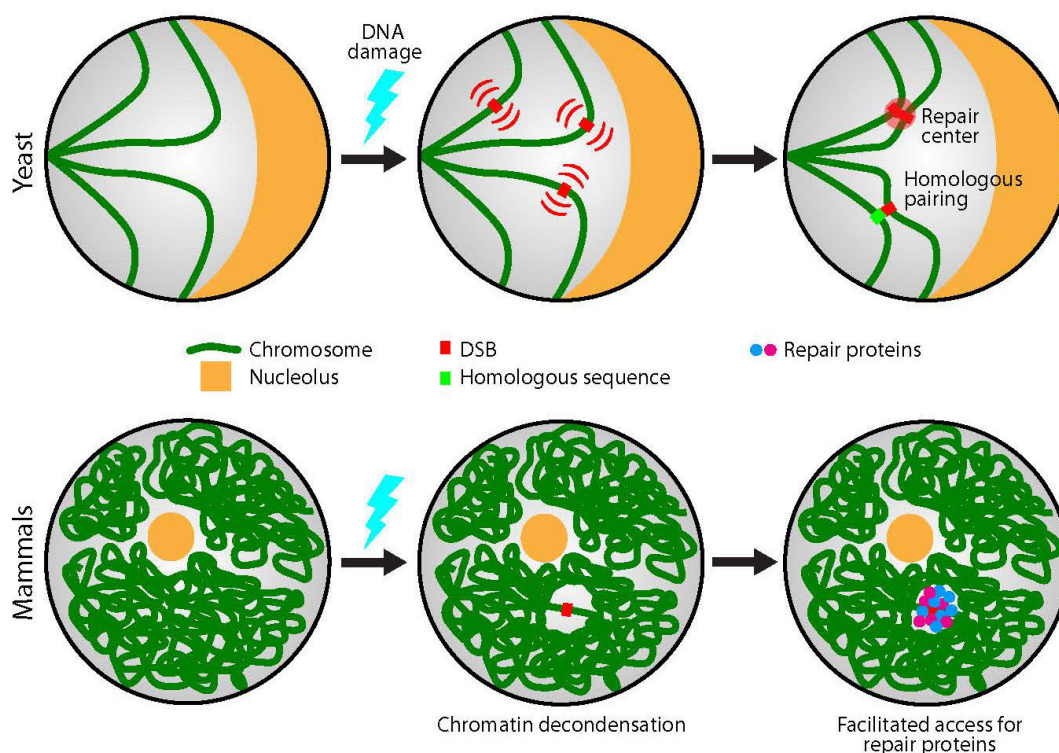 DNA
damage
Yeast
Repair
center
Homologous
pairing
Chromosome
DSB
Repair proteins
Nucleolus
Homologous sequence
Mammals
Chromatin decondensation
Facilitated access for
repair proteins